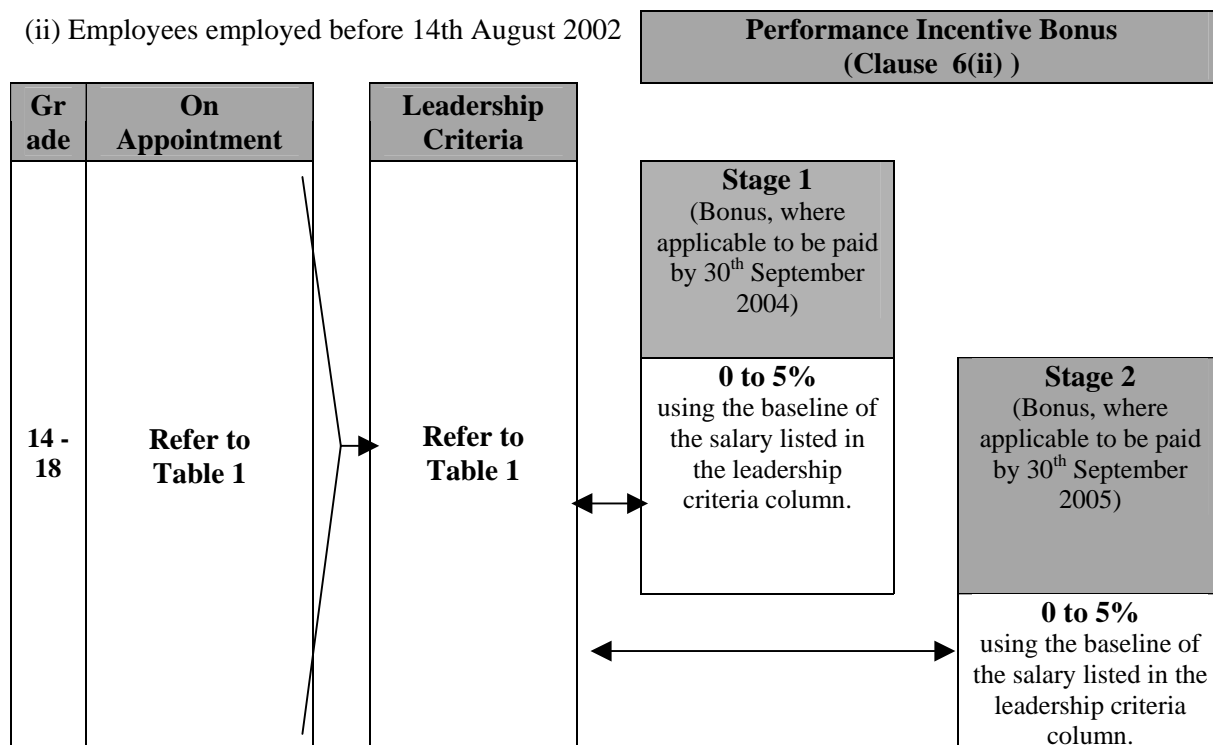 (ii) Employees employed before 14th August 2002
Performance Incentive Bonus
(Clause 6(ii) )
Gr
ade
On
Appointment
Leadership
Criteria
14 -
18
Refer to
Table 1
Refer to
Table 1
Stage 1
(Bonus, where
applicable to be paid
by 30th September
2004)
0 to 5%
using the baseline of
the salary listed in
the leadership
criteria column.
Stage 2
(Bonus, where
applicable to be paid
by 30th September
2005)
0 to 5%
using the baseline of
the salary listed in the
leadership criteria
column.